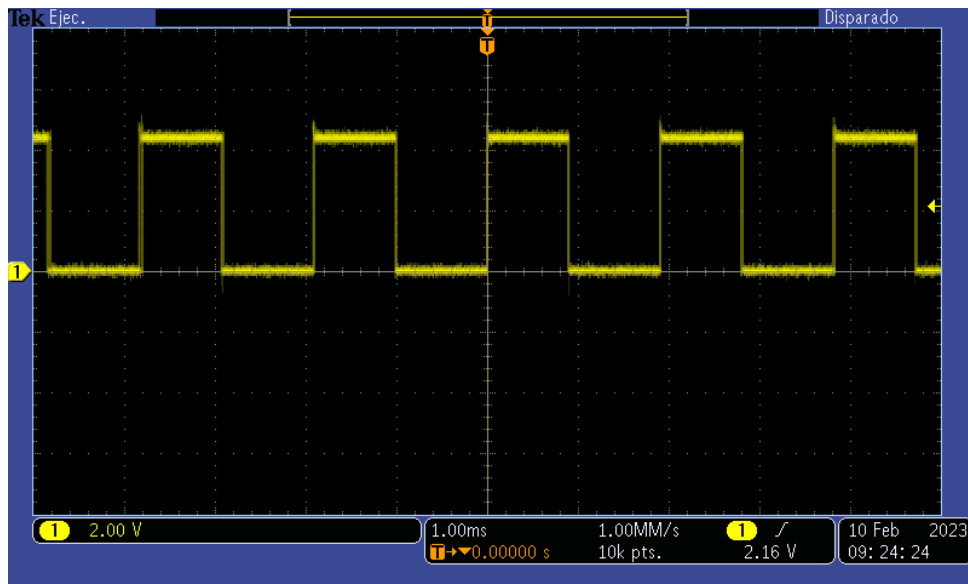 Tek Ejec. Disparado
T
T
1
1 2.00 V 1.00ms 1.00MM/s 1 10 Feb 2023
T 0.00000 s 10k pts. 2.16 V 09:24:24